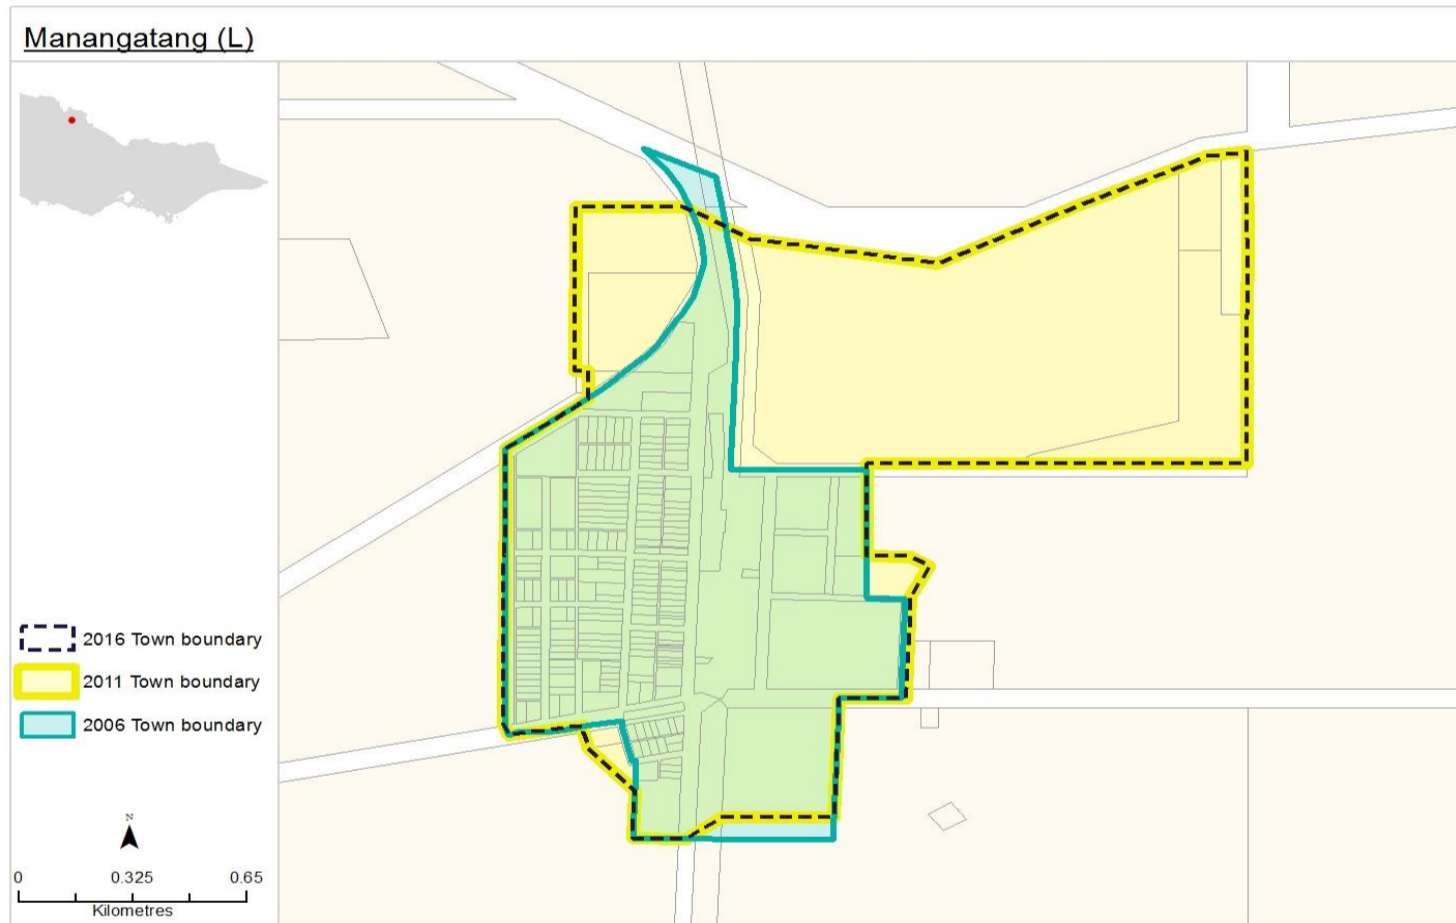 Manangatang (L)
2016 Town boundary
2011 Town boundary
2006 Town boundary
N
0 0.325 0.65
Kilometres